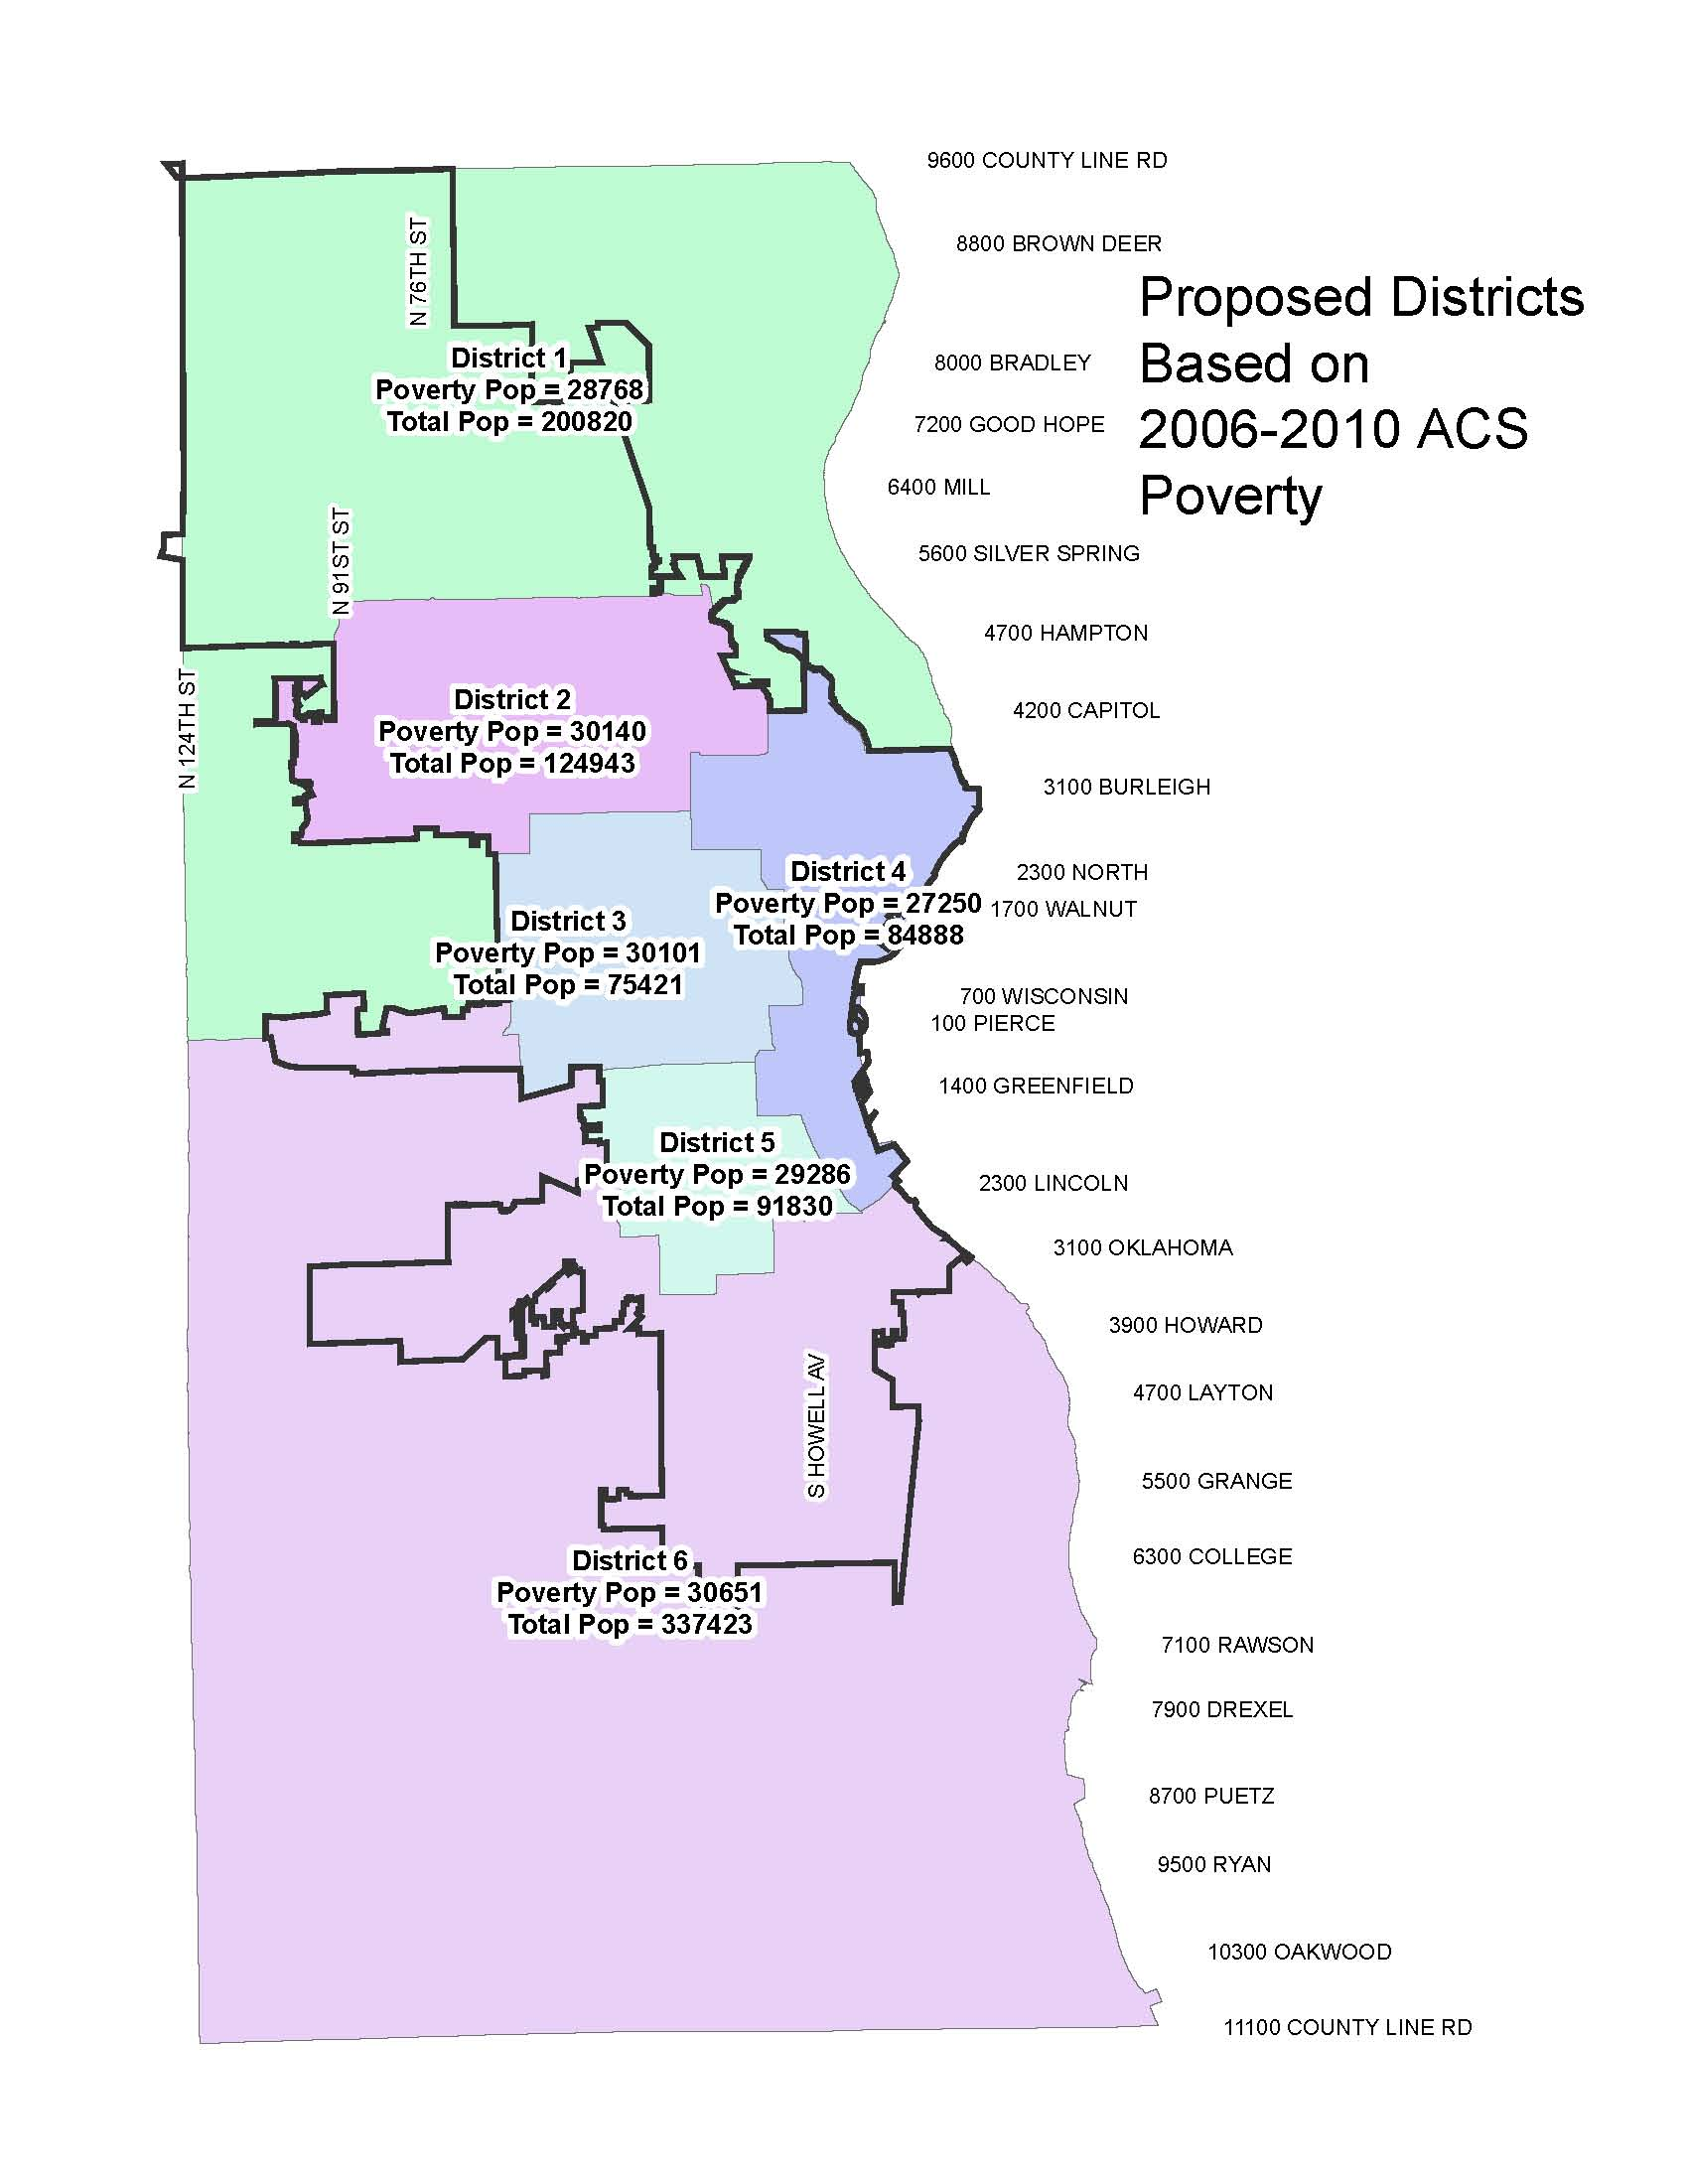 9600 COUNTY LINE RD
8800 BROWN DEER
Proposed Districts
Based on
2006-2010 ACS
Poverty
8000 BRADLEY
7200 GOOD HOPE
6400 MILL
5600 SILVER SPRING
4700 HAMPTON
4200 CAPITOL
3100 BURLEIGH
2300 NORTH
1700 WALNUT
700 WISCONSIN
100 PIERCE
1400 GREENFIELD
2300 LINCOLN
3100 OKLAHOMA
3900 HOWARD
4700 LAYTON
5500 GRANGE
6300 COLLEGE
7100 RAWSON
7900 DREXEL
8700 PUETZ
9500 RYAN
10300 OAKWOOD
11100 COUNTY LINE RD
N 76TH ST
District 1
Poverty Pop = 28768
Total Pop = 200820
N 91ST ST
N 124TH ST
District 2
Poverty Pop = 30140
Total Pop = 124943
District 4
Poverty Pop = 27250
Total Pop = 84888
District 3
Poverty Pop = 30101
Total Pop = 75421
District 5
Poverty Pop = 29286
Total Pop = 91830
S HOWELL AV
District 6
Poverty Pop = 30651
Total Pop = 337423